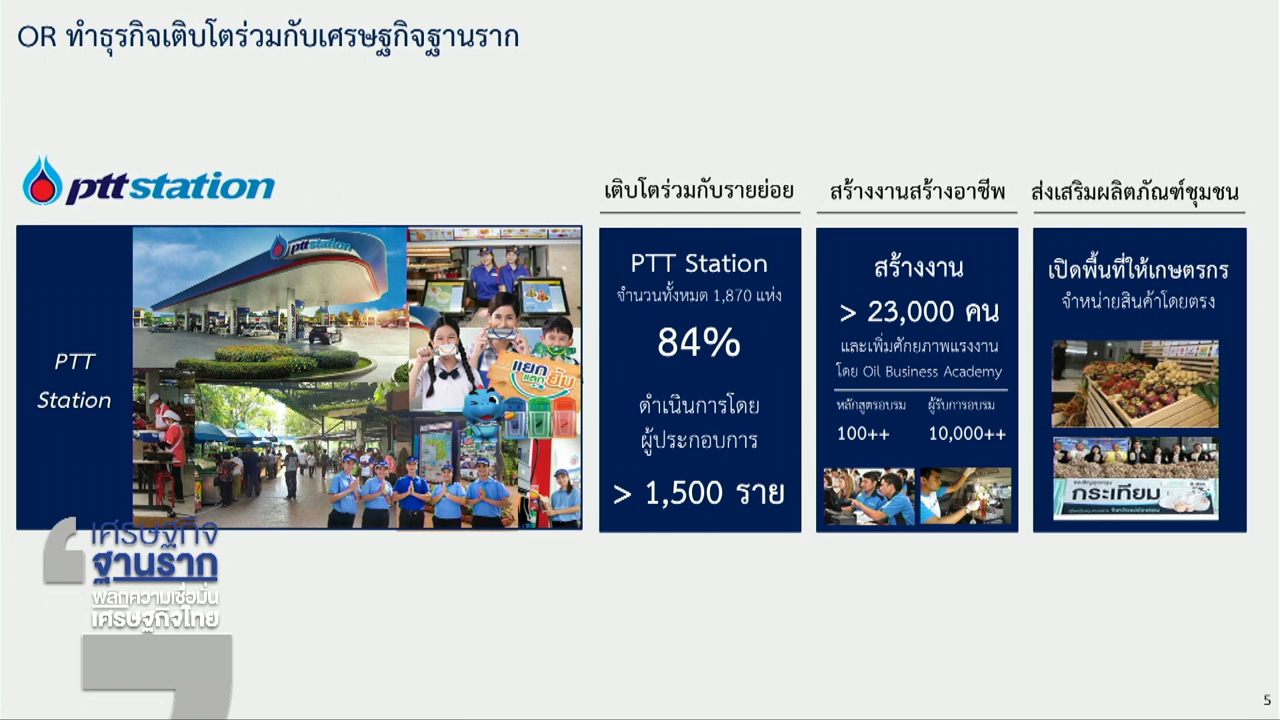 OR ทำธุรกิจเติบโตร่วมกับเศรษฐกิจฐานราก
ptt station
PTT
Station
ptt station
แยก
แลก
ยิ้ม
เติบโตร่วมกับรายย่อย
PTT Station
จำนวนทั้งหมด 1,870 แห่ง
84%
ดำเนินการโดย
ผู้ประกอบการ
> 1,500 ราย
สร้างงานสร้างอาชีพ
สร้างงาน
> 23,000 คน
และเพิ่มศักยภาพแรงงาน
โดย Oil Business Academy
หลักสูตรอบรม ผู้รับการอบรม
100++ 10,000++
ส่งเสริมผลิตภัณฑ์ชุมชน
เปิดพื้นที่ให้เกษตรกร
จำหน่ายสินค้าโดยตรง
กระเทียม
เศรษฐกิจ
ฐานราก
พลิกความเชื่อมั่น
เศรษฐกิจไทย
5